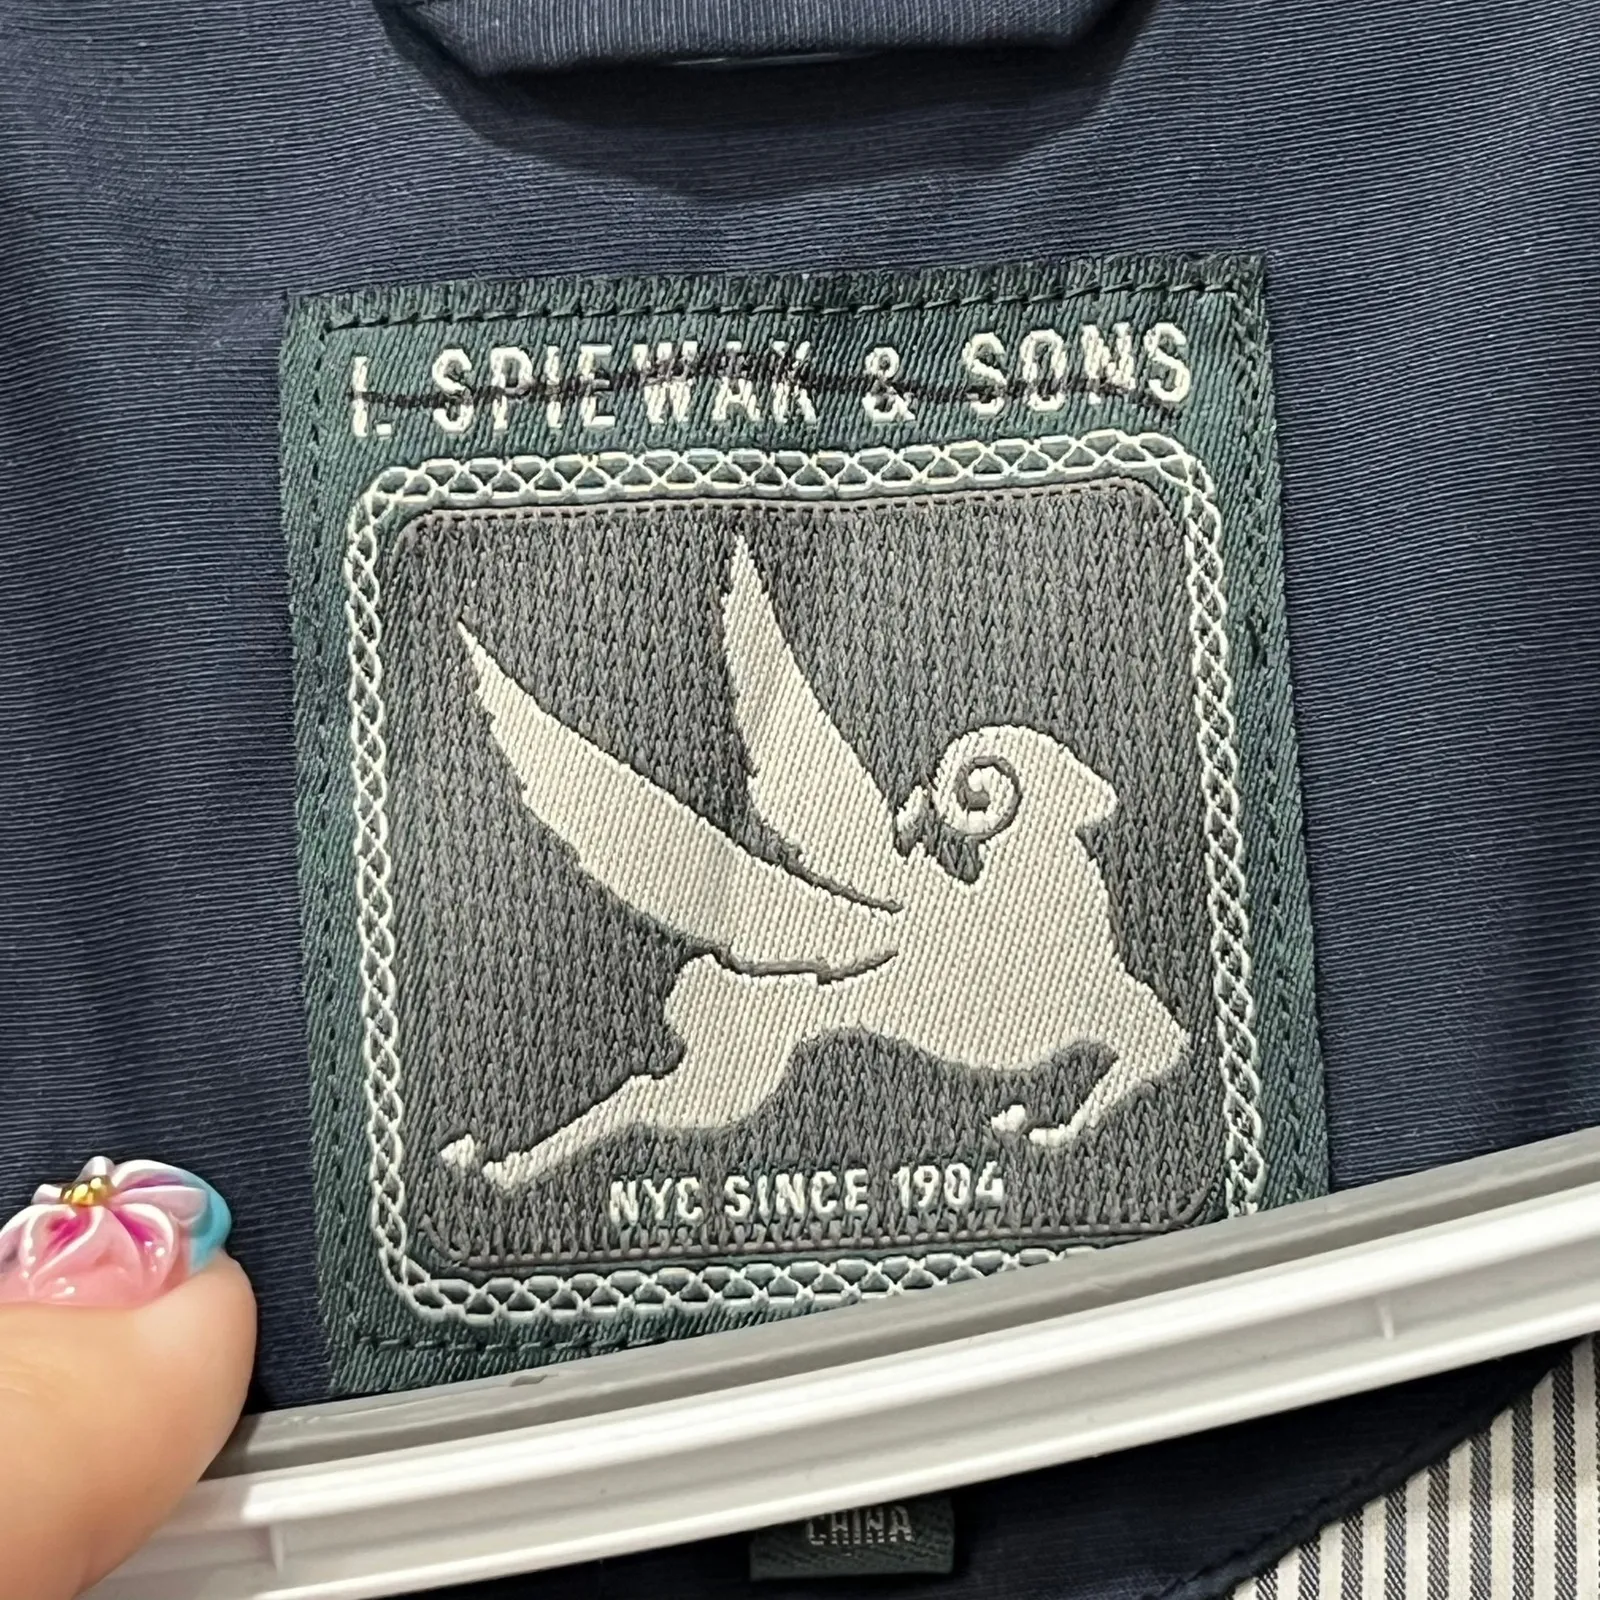 I. SPIEWAK & SONS
NYC SINCE 1904
CHINA